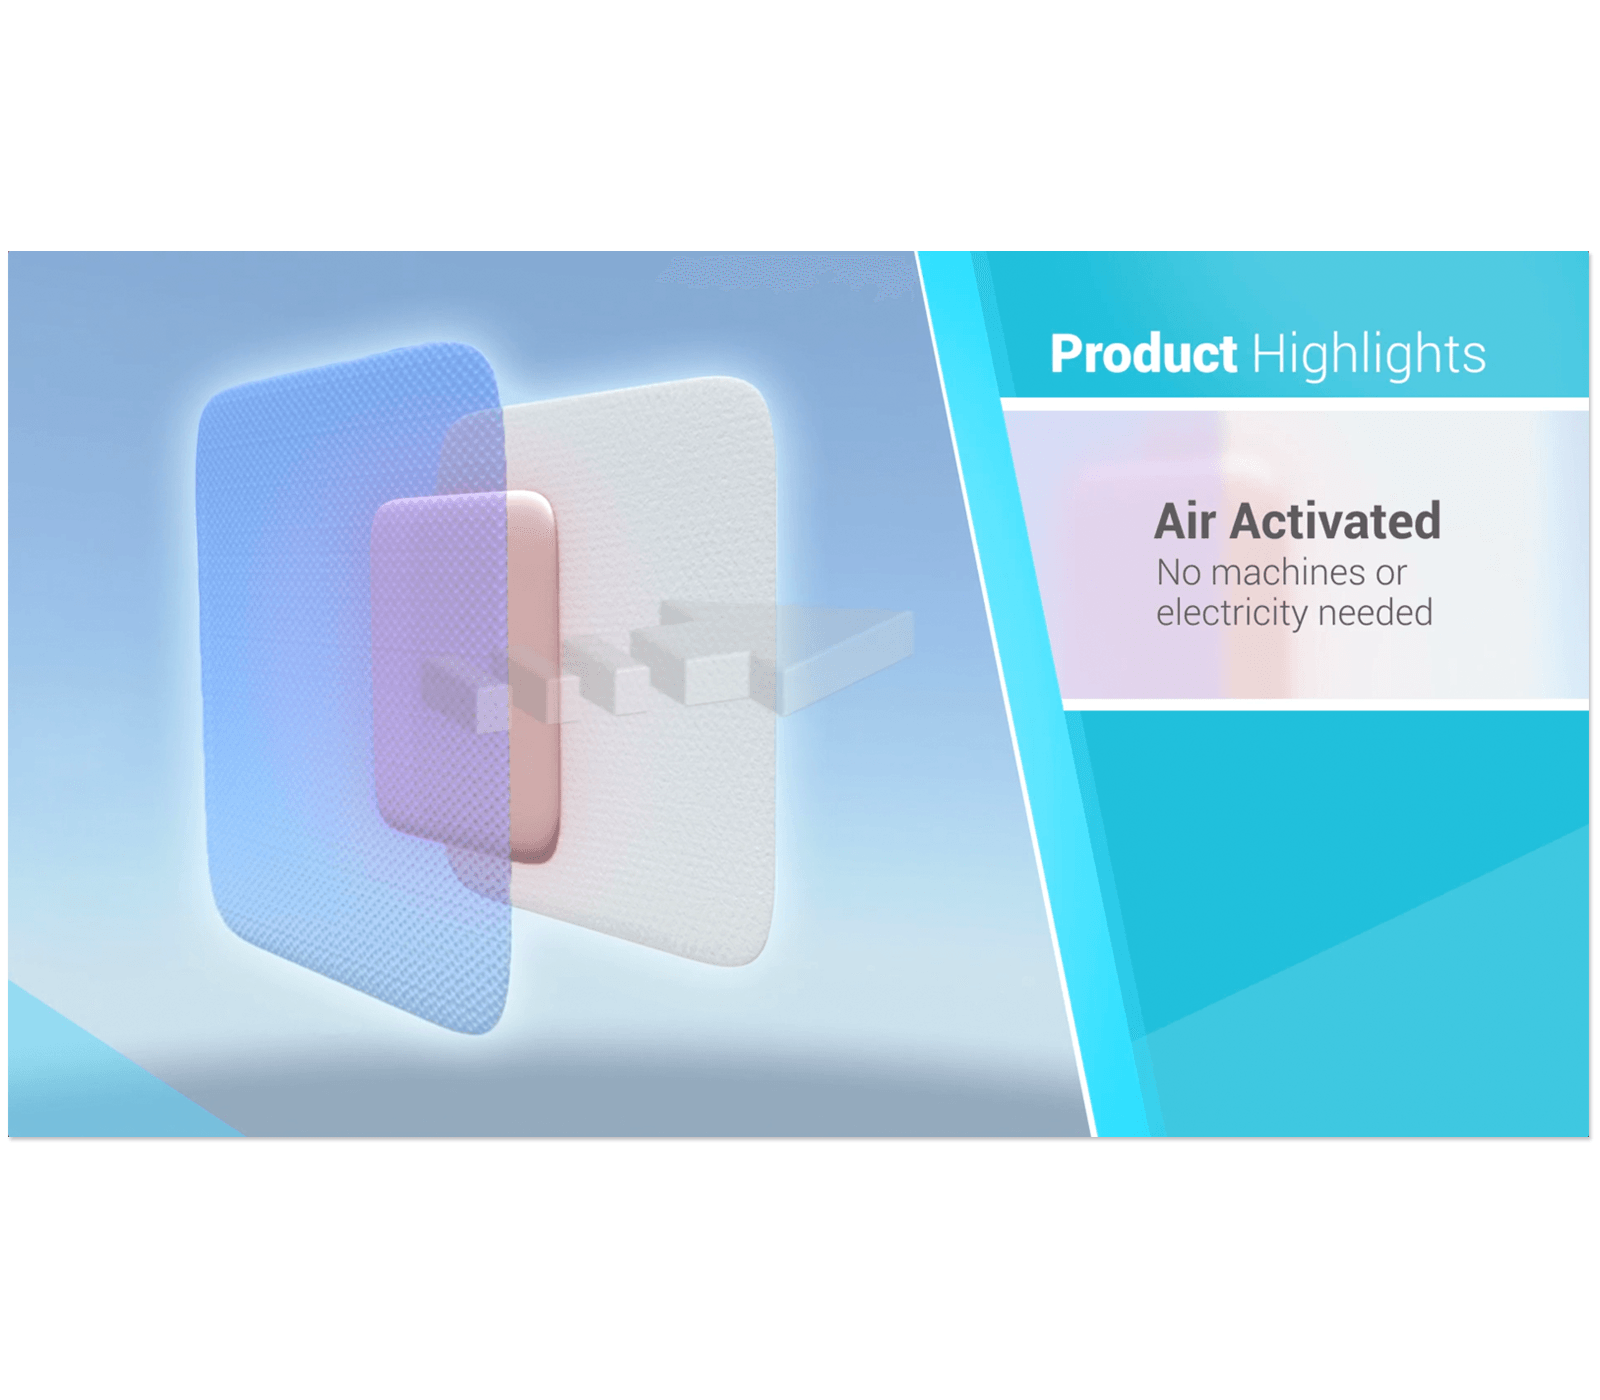 Product Highlights
Air Activated
No machines or
electricity needed